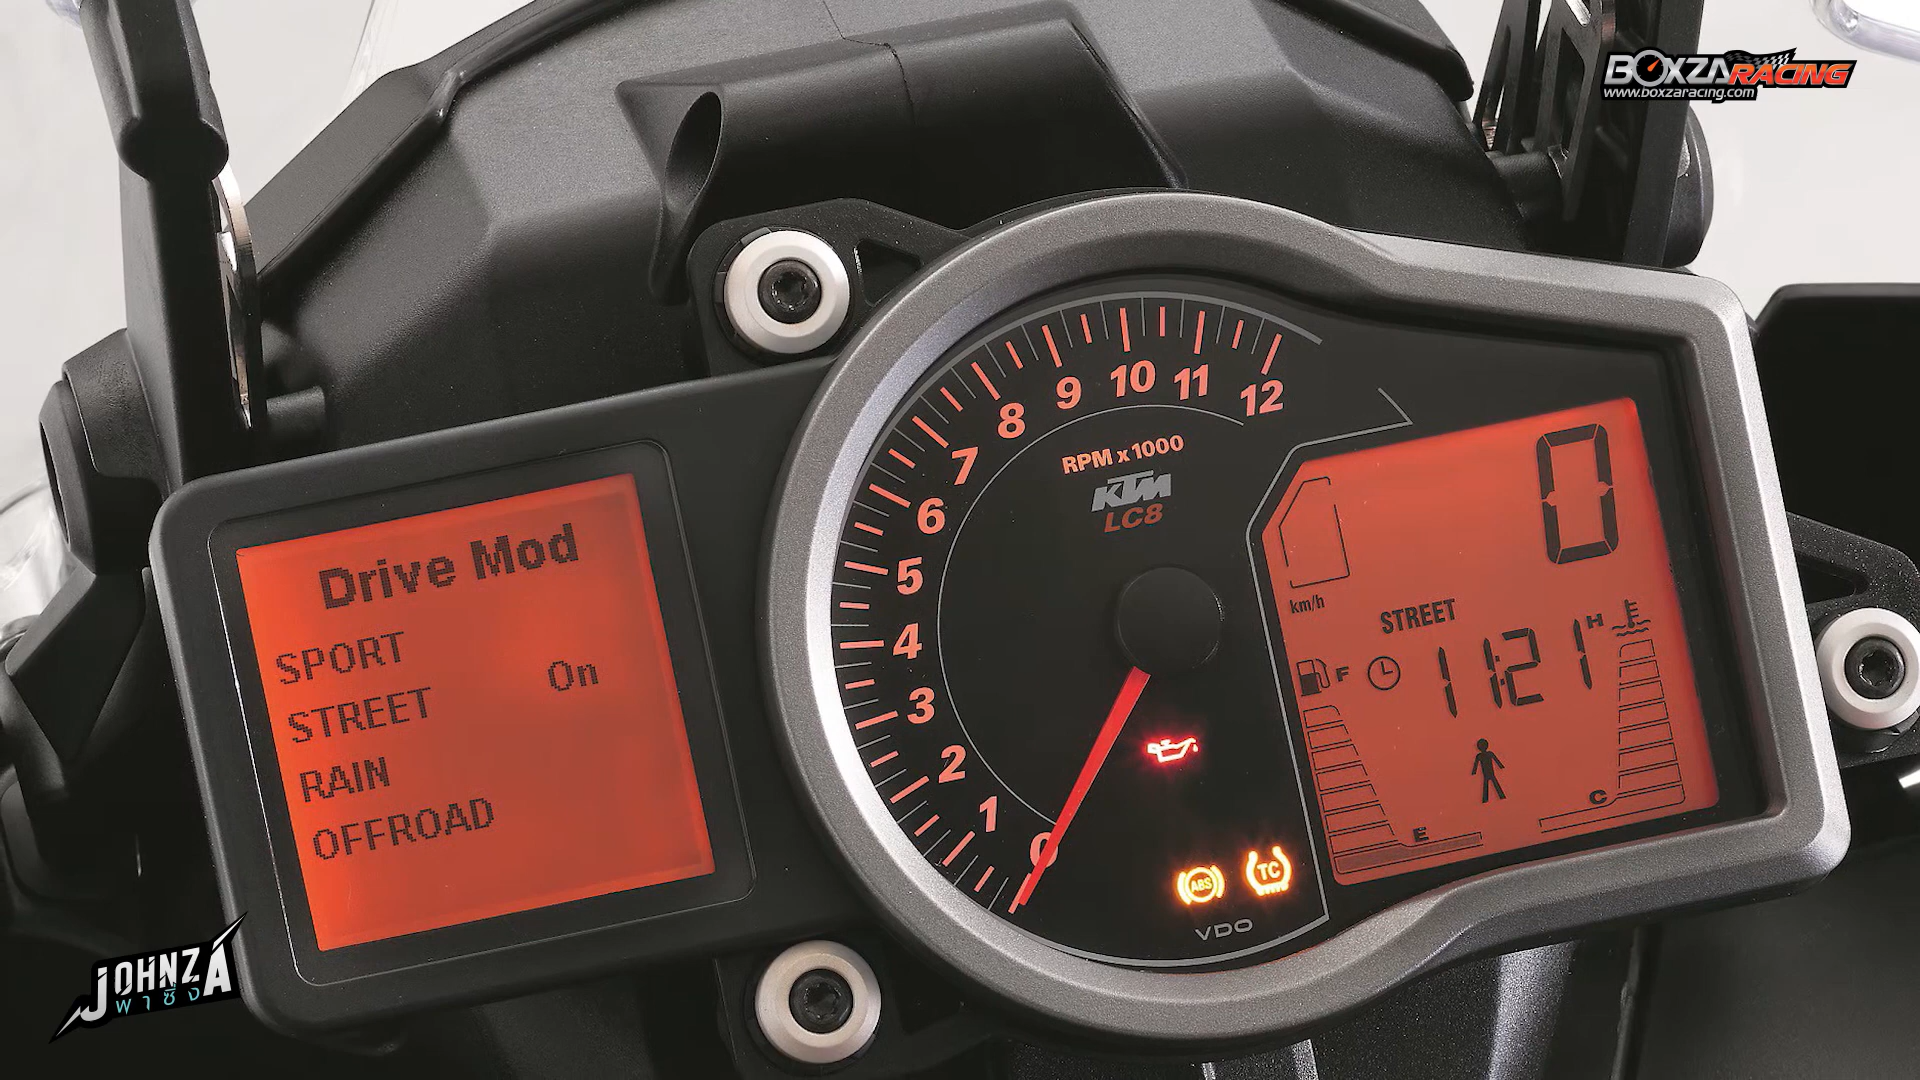 BOXZA RACING
www.boxzaracing.com
Drive Mod
SPORT
On
STREET
RAIN
OFFROAD
0
1
2
3
4
5
6
7
8
9
10
11
12
RPM x 1000
KTM
LC8
ABS
TC
VDO
0
km/h
STREET
F
11:21
H
E
C
JOHNZA
พาซิ่ง